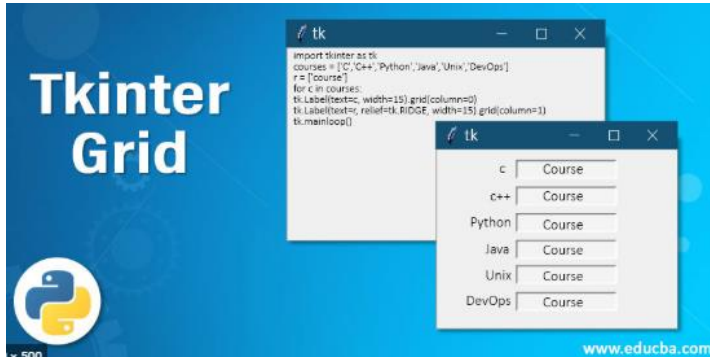 Tkinter
Grid
tk
import tkinter as tk
courses = ['C','C++','Python','Java','Unix','DevOps']
r = ['course']
for c in courses:
tk.Label(text=c, width=15).grid(column=0)
tk.Label(text=r, relief=tk.RIDGE, width=15).grid(column=1)
tk.mainloop()
tk
c Course
c++ Course
Python Course
Java Course
Unix Course
DevOps Course
× 500
www.educba.com